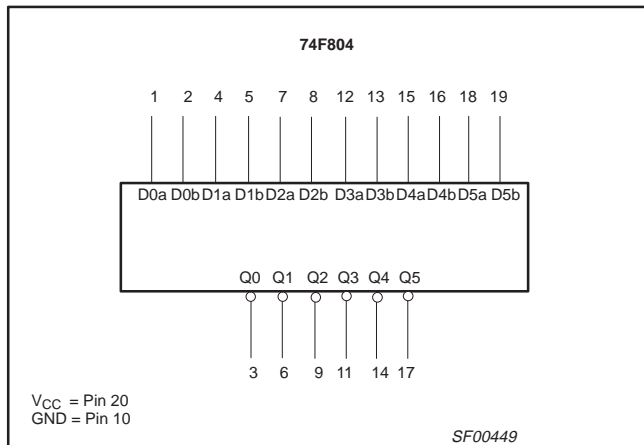 74F804
1 2 4 5 7 8 12 13 15 16 18 19
D0a D0b D1a D1b D2a D2b D3a D3b D4a D4b D5a D5b
Q0 Q1 Q2 Q3 Q4 Q5
3 6 9 11 14 17
VCC = Pin 20
GND = Pin 10
SF00449